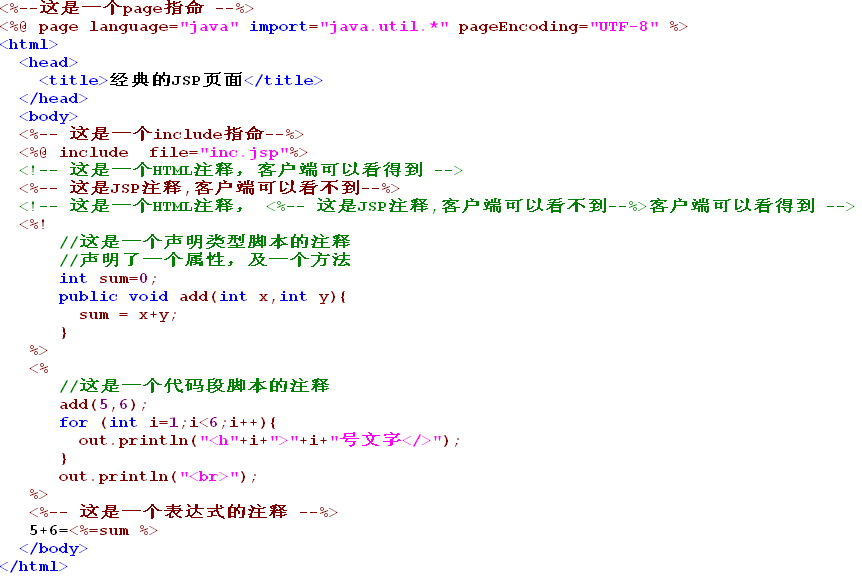 <%--这是一个page指命 --%>
<%@ page language="java" import="java.util.*" pageEncoding="UTF-8" %>
<html>
  <head>
    <title>经典的JSP页面</title>
  </head>
  <body>
  <%-- 这是一个include指命--%>
  <%@ include  file="inc.jsp"%>
  <!-- 这是一个HTML注释，客户端可以看得到 -->
  <%-- 这是JSP注释,客户端可以看不到--%>
  <!-- 这是一个HTML注释， <%-- 这是JSP注释,客户端可以看不到--%>客户端可以看得到 -->
  <%!
      //这是一个声明类型脚本的注释
      //声明了一个属性，及一个方法
      int sum=0;
      public void add(int x,int y){
        sum = x+y;
      }
   %>
   <%
      //这是一个代码段脚本的注释
      add(5,6);
      for (int i=1;i<6;i++){
        out.println("<h"+i+">"+i+"号文字</>");
      }
      out.println("<br>");
   %>
   <%-- 这是一个表达式的注释 --%>
   5+6=<%=sum %>
  </body>
</html>